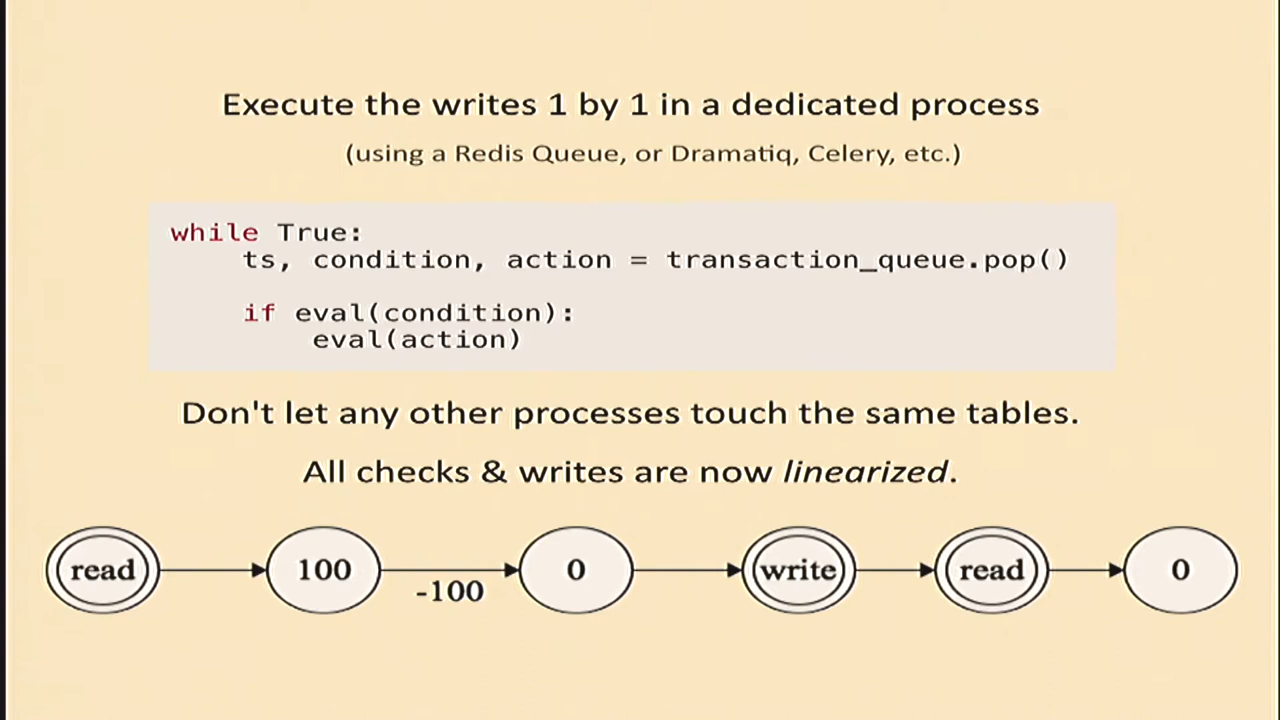 Execute the writes 1 by 1 in a dedicated process
(using a Redis Queue, or Dramatiq, Celery, etc.)
while True:
    ts, condition, action = transaction_queue.pop()
    if eval(condition):
        eval(action)
Don't let any other processes touch the same tables.
All checks & writes are now linearized.
read 100 -100 0 write read 0